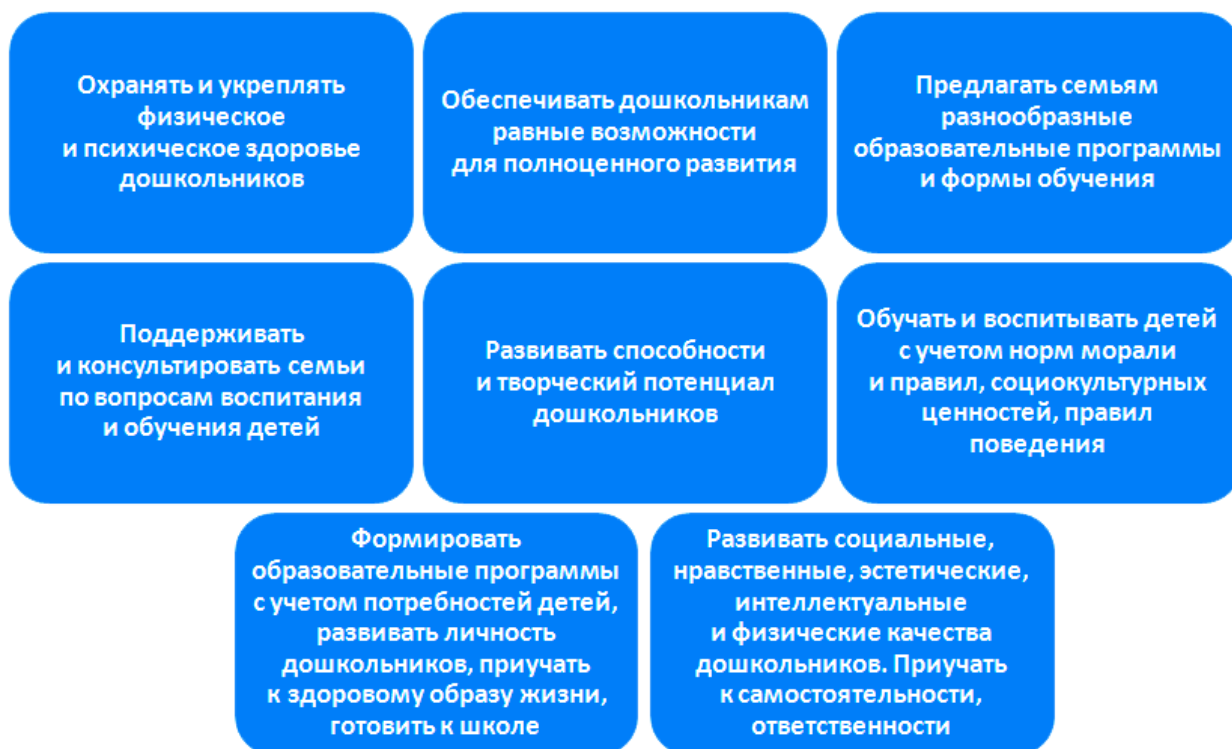 Охранять и укреплять
физическое
и психическое здоровье
дошкольников
Обеспечивать дошкольникам
равные возможности
для полноценного развития
Предлагать семьям
разнообразные
образовательные программы
и формы обучения
Поддерживать
и консультировать семьи
по вопросам воспитания
и обучения детей
Развивать способности
и творческий потенциал
дошкольников
Обучать и воспитывать детей
с учетом норм морали
и правил, социокультурных
ценностей, правил
поведения
Формировать
образовательные программы
с учетом потребностей детей,
развивать личность
дошкольников, приучать
к здоровому образу жизни,
готовить к школе
Развивать социальные,
нравственные, эстетические,
интеллектуальные
и физические качества
дошкольников. Приучать
к самостоятельности,
ответственности